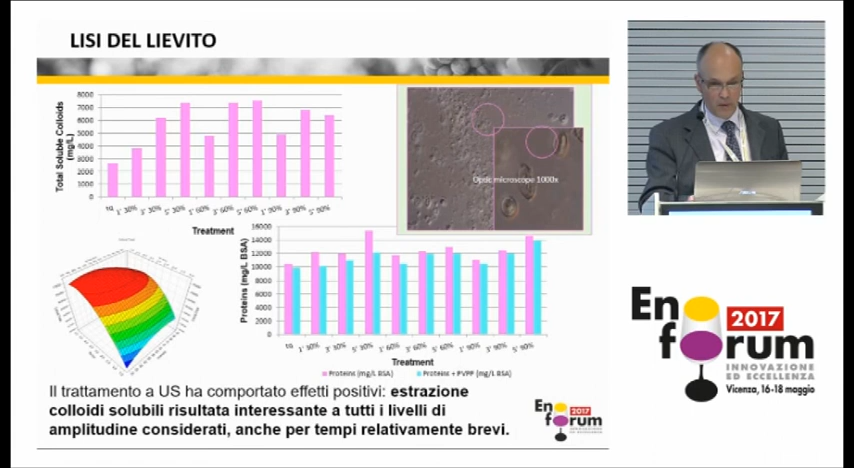 LISI DEL LIEVITO
Total Soluble Colloids
(mg/L)
8000
7000
6000
5000
4000
3000
2000
1000
0
tq
1' 30%
3' 30%
5' 30%
1' 60%
3' 60%
5' 60%
1' 90%
3' 90%
5' 90%
Treatment
Optic microscope 1000x
Proteins (mg/L BSA)
16000
14000
12000
10000
8000
6000
4000
2000
0
tq
1' 30%
3' 30%
5' 30%
1' 60%
3' 60%
5' 60%
1' 90%
3' 90%
5' 90%
Treatment
Proteins (mg/L BSA)
Proteins + PVPP (mg/L BSA)
Il trattamento a US ha comportato effetti positivi: estrazione
colloidi solubili risultata interessante a tutti i livelli di
amplitudine considerati, anche per tempi relativamente brevi.
Enoforum
2017
Enoforum
2017
INNOVAZIONE
ED ECCELLENZA
Vicenza, 16-18 maggio